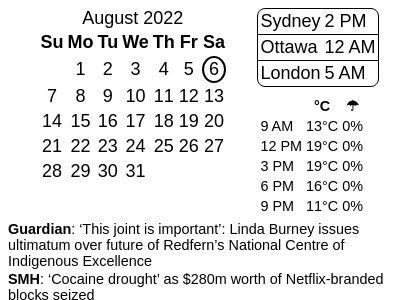 August 2022
Su Mo Tu We Th Fr Sa
1 2 3 4 5 6
7 8 9 10 11 12 13
14 15 16 17 18 19 20
21 22 23 24 25 26 27
28 29 30 31
Sydney 2 PM
Ottawa 12 AM
London 5 AM
°C ☂
9 AM 13°C 0%
12 PM 19°C 0%
3 PM 19°C 0%
6 PM 16°C 0%
9 PM 11°C 0%
Guardian: ‘This joint is important’: Linda Burney issues
ultimatum over future of Redfern’s National Centre of
Indigenous Excellence
SMH: ‘Cocaine drought’ as $280m worth of Netflix-branded
blocks seized